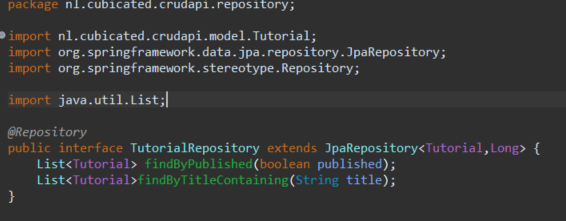 package nl.cubicated.crudapi.repository;
import nl.cubicated.crudapi.model.Tutorial;
import org.springframework.data.jpa.repository.JpaRepository;
import org.springframework.stereotype.Repository;
import java.util.List;
@Repository
public interface TutorialRepository extends JpaRepository<Tutorial,Long> {
    List<Tutorial> findByPublished(boolean published);
    List<Tutorial>findByTitleContaining(String title);
}